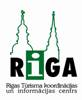 RīGA
Rīgas Tūrisma koordinācijas
un informācijas centrs